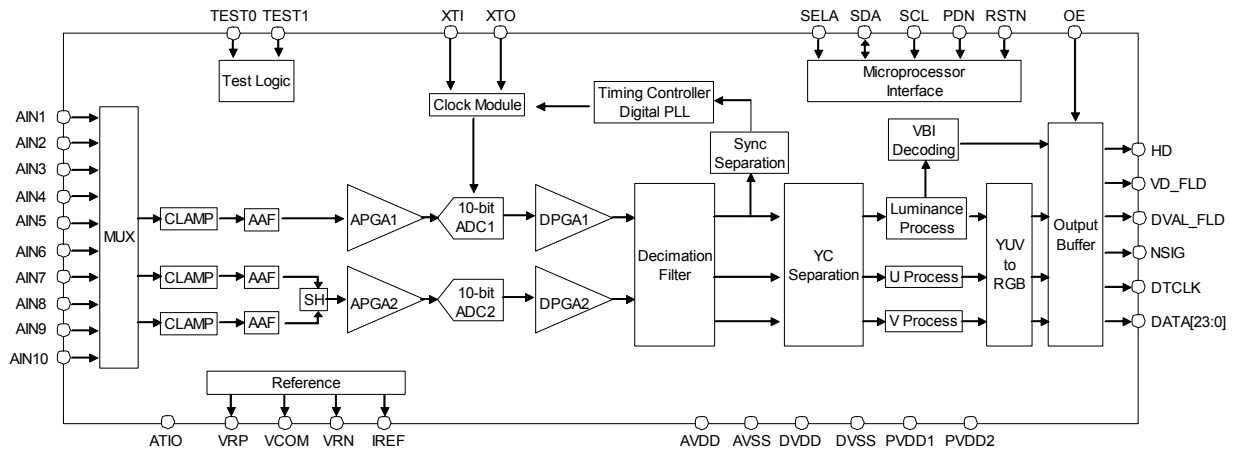 TEST0 TEST1
XTI
XTO
SELA
SDA
SCL
PDN
RSTN
OE
Test Logic
Clock Module
Timing Controller
Digital PLL
Microprocessor
Interface
Sync
Separation
VBI
Decoding
AIN1
AIN2
AIN3
AIN4
AIN5
AIN6
AIN7
AIN8
AIN9
AIN10
MUX
CLAMP
AAF
APGA1
10-bit
ADC1
DPGA1
CLAMP
AAF
CLAMP
AAF
SH
APGA2
10-bit
ADC2
DPGA2
Decimation
Filter
YC
Separation
Luminance
Process
U Process
V Process
YUV
to
RGB
Output
Buffer
HD
VD_FLD
DVAL_FLD
NSIG
DTCLK
DATA[23:0]
Reference
ATIO
VRP
VCOM
VRN
IREF
AVDD
AVSS
DVDD
DVSS
PVDD1
PVDD2